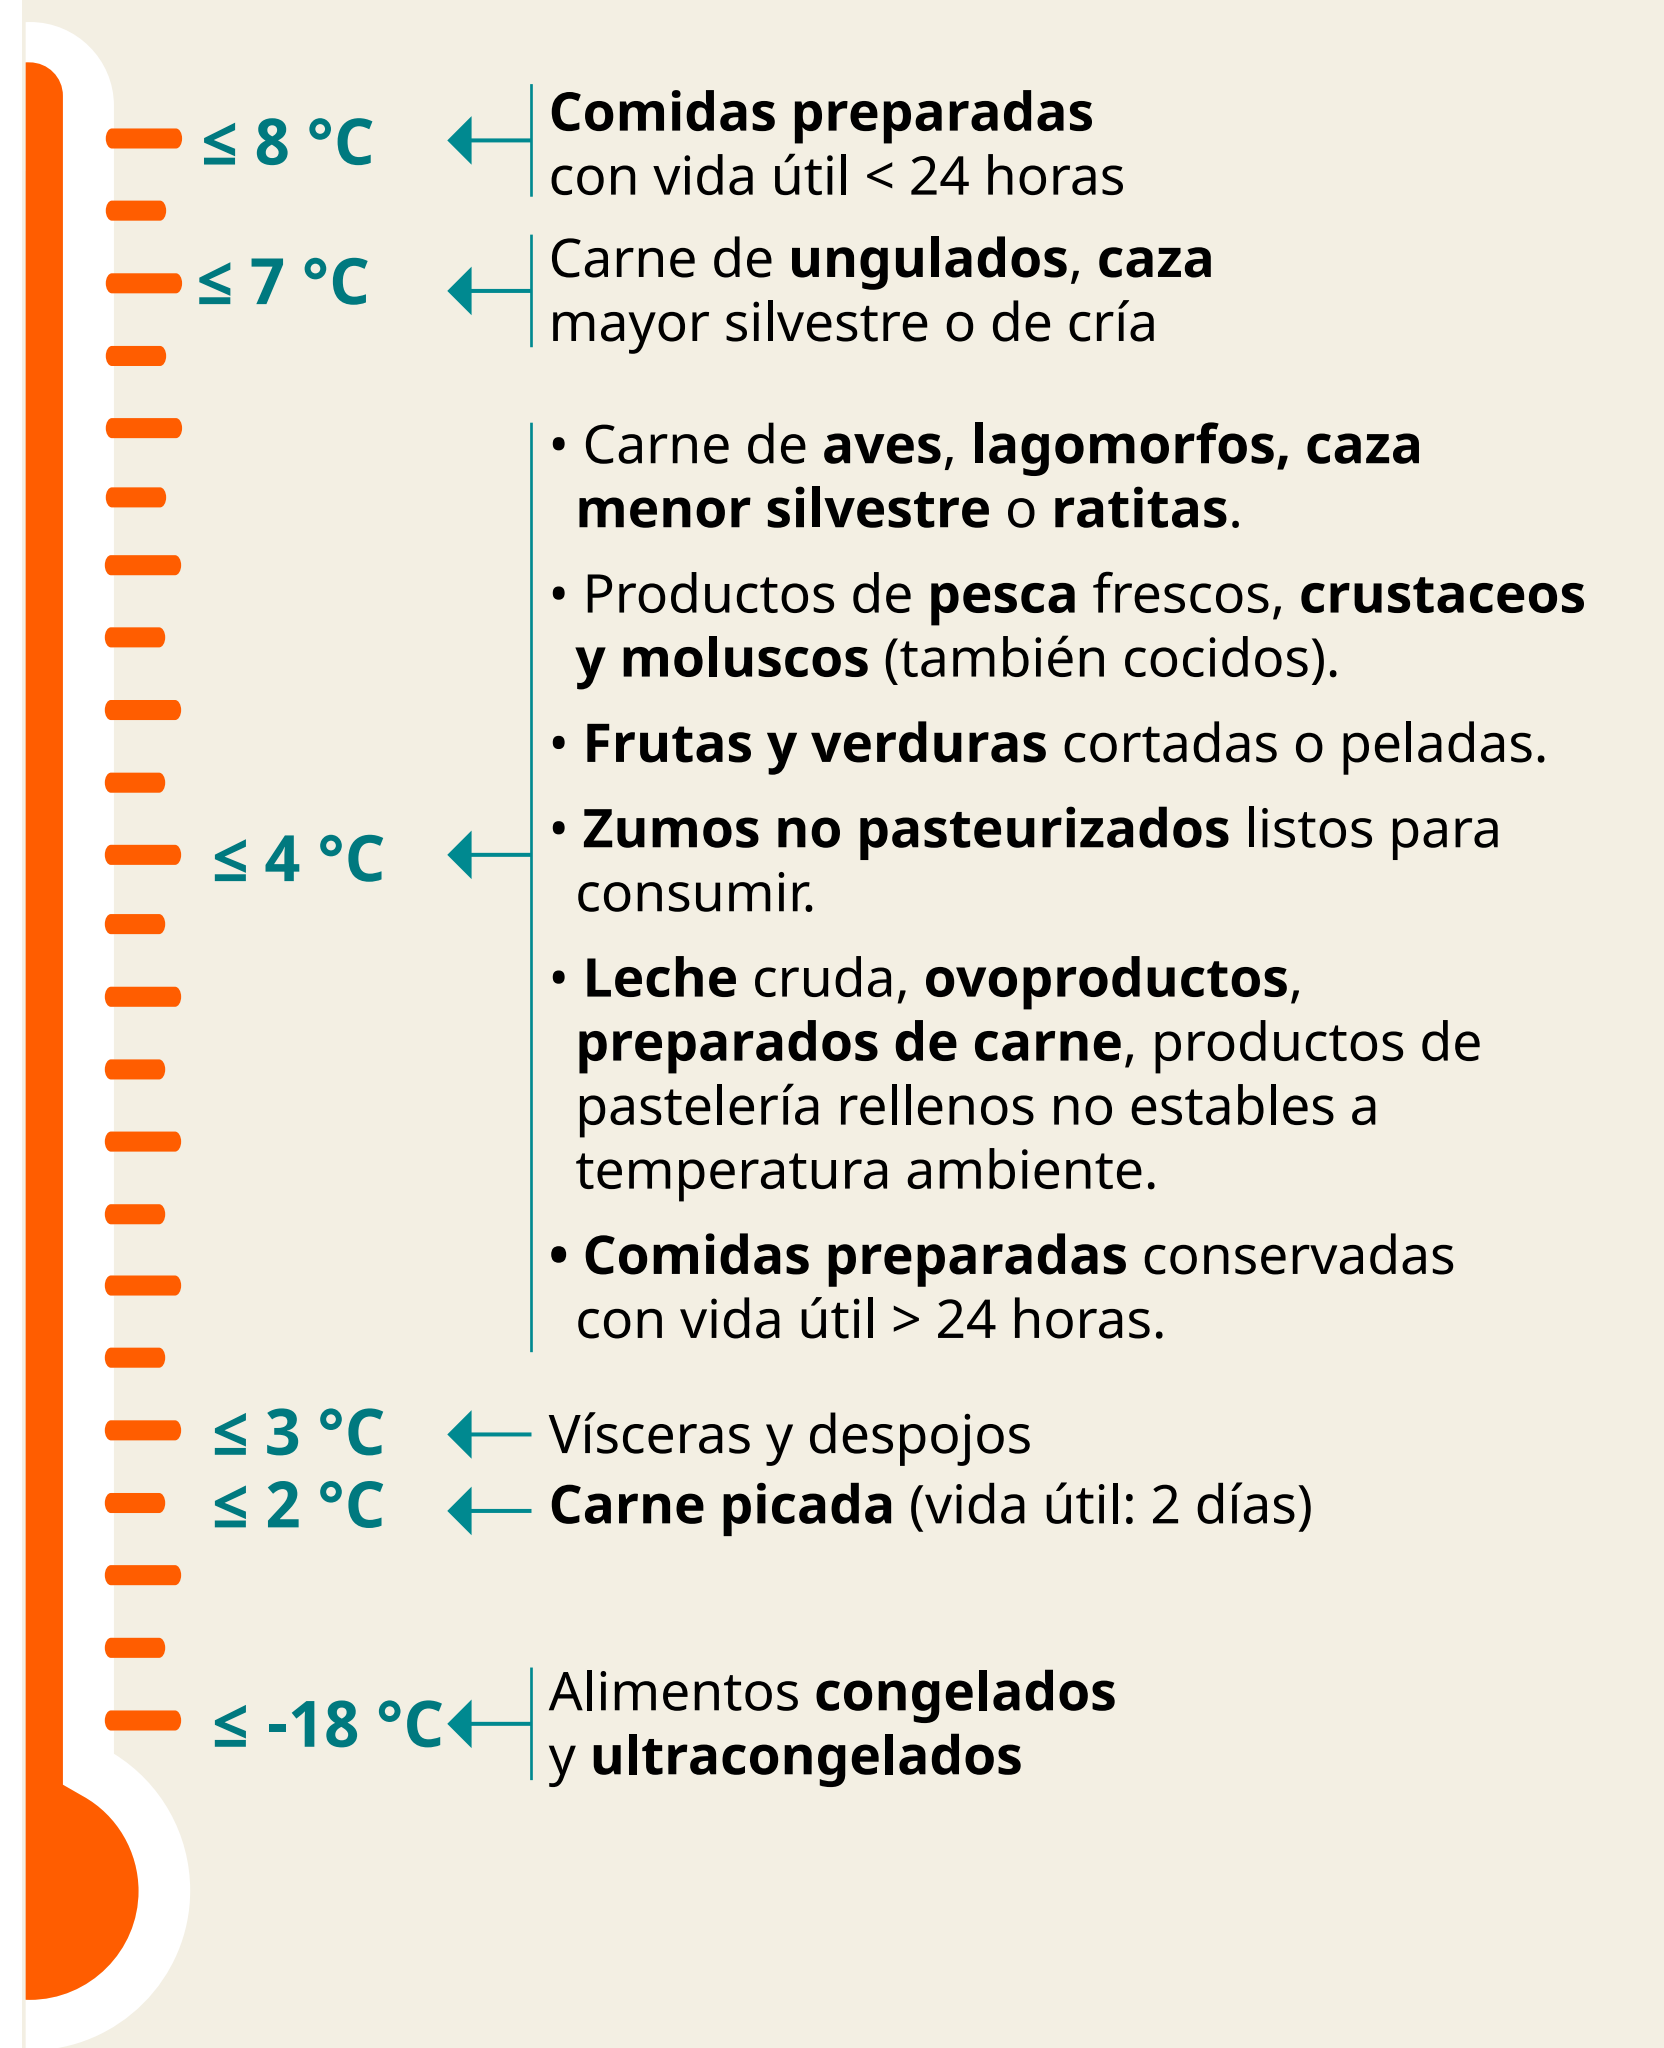 ≤ 8 °C
Comidas preparadas
con vida útil < 24 horas
≤ 7 °C
Carne de ungulados, caza
mayor silvestre o de cría
≤ 4 °C
• Carne de aves, lagomorfos, caza
menor silvestre o ratitas.
• Productos de pesca frescos, crustaceos
y moluscos (también cocidos).
• Frutas y verduras cortadas o peladas.
• Zumos no pasteurizados listos para
consumir.
• Leche cruda, ovoproductos,
preparados de carne, productos de
pastelería rellenos no estables a
temperatura ambiente.
• Comidas preparadas conservadas
con vida útil > 24 horas.
≤ 3 °C
Vísceras y despojos
≤ 2 °C
Carne picada (vida útil: 2 días)
≤ -18 °C
Alimentos congelados
y ultracongelados